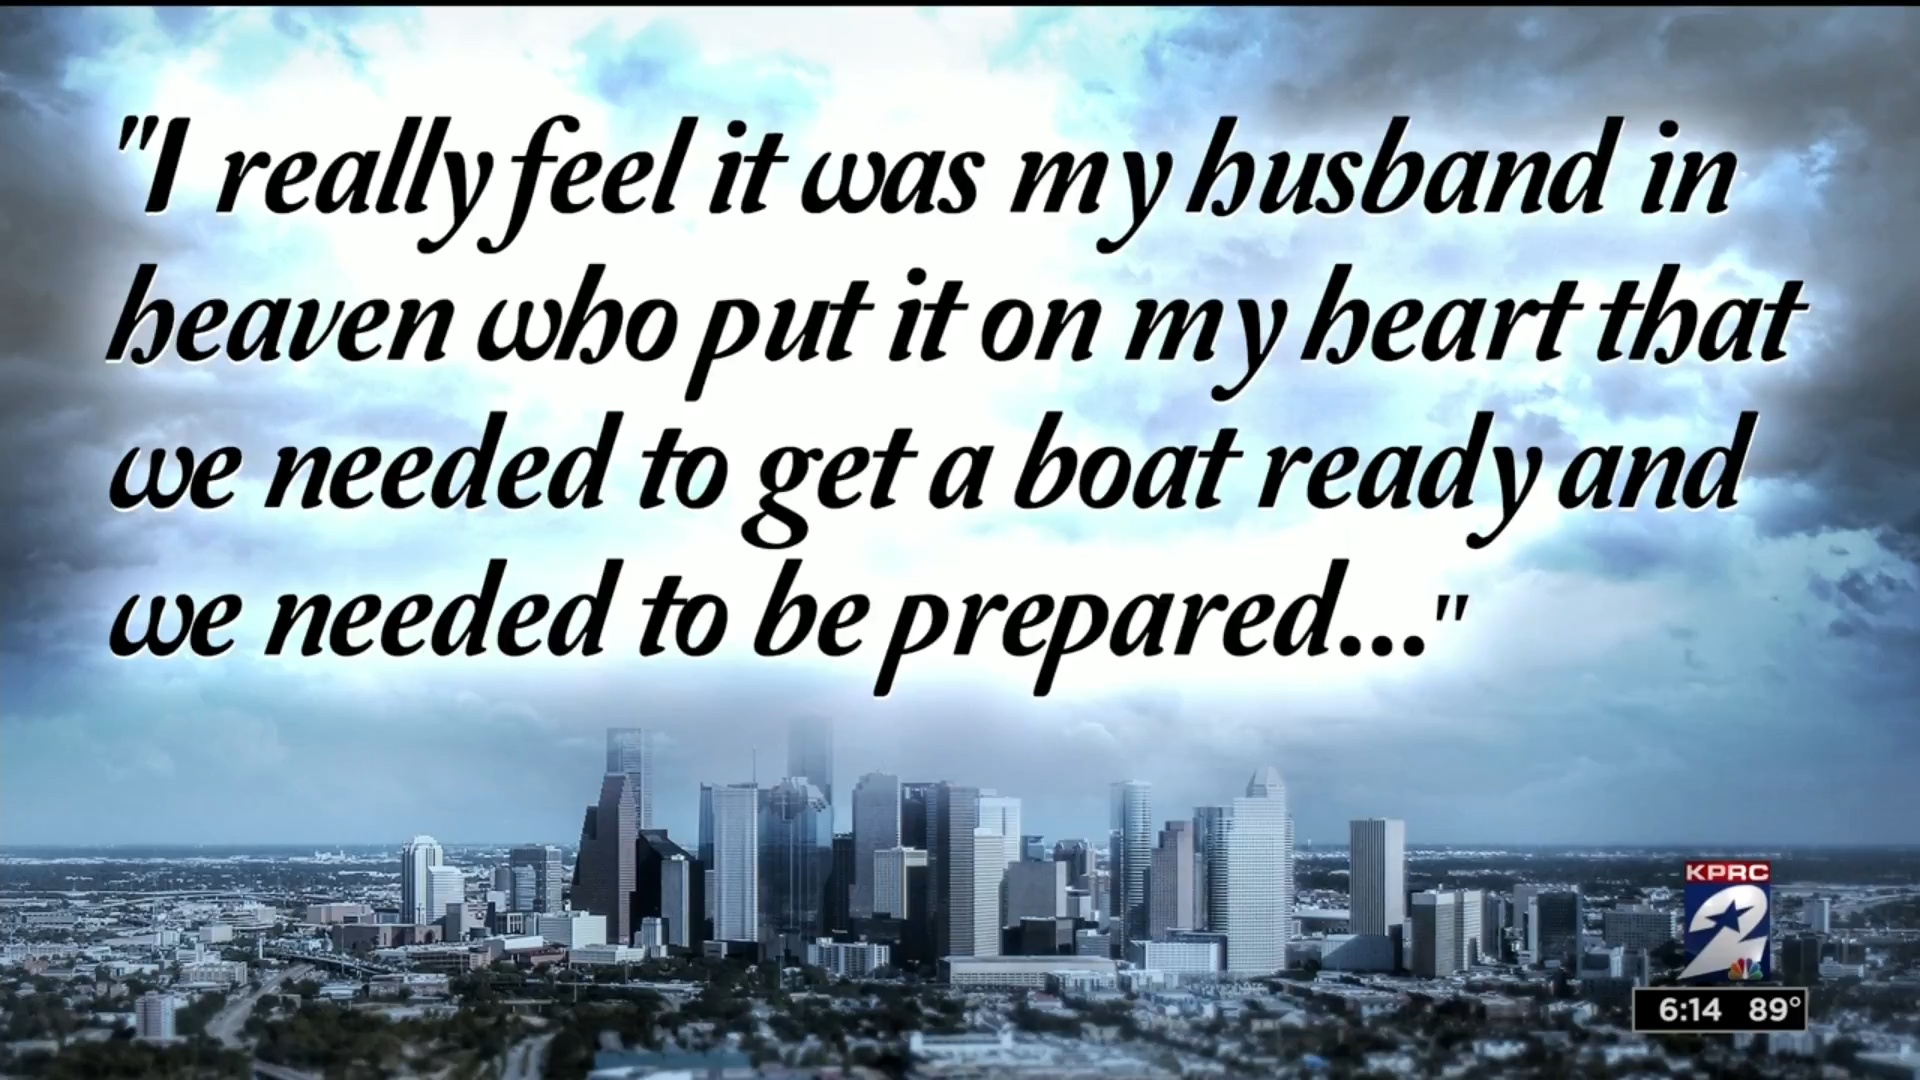 "I really feel it was my husband in
heaven who put it on my heart that
we needed to get a boat ready and
we needed to be prepared..."
KPRC
2
6:14 89°